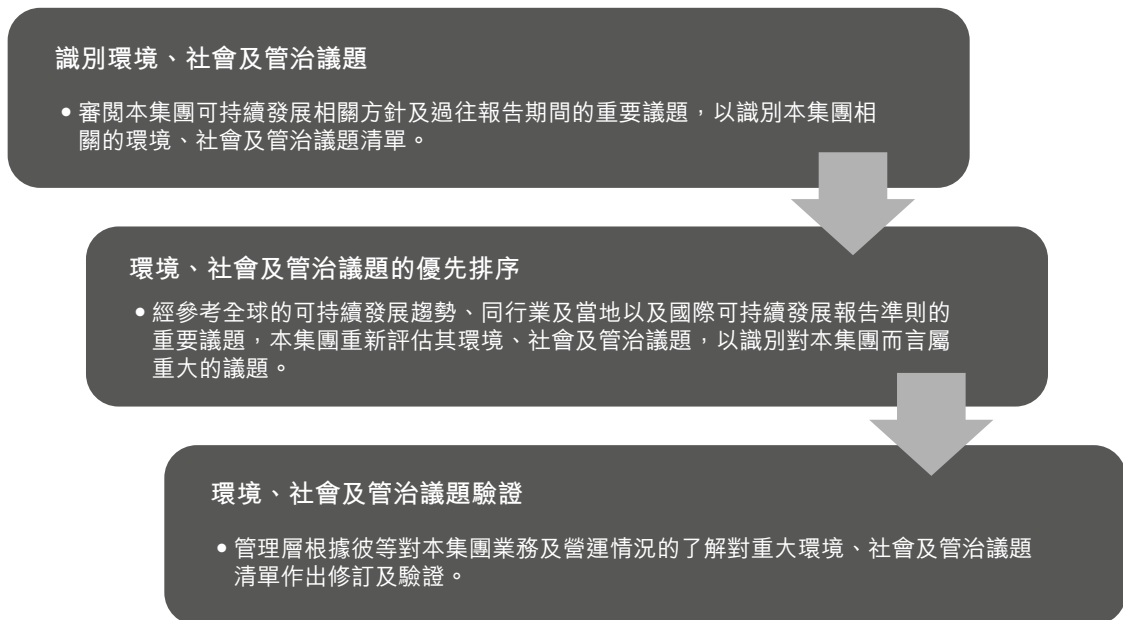 識別環境、社會及管治議題
•審閱本集團可持續發展相關方針及過往報告期間的重要議題，以識別本集團相
關的環境、社會及管治議題清單。
環境、社會及管治議題的優先排序
•經參考全球的可持續發展趨勢、同行業及當地以及國際可持續發展報告準則的
重要議題，本集團重新評估其環境、社會及管治議題，以識別對本集團而言屬
重大的議題。
環境、社會及管治議題驗證
•管理層根據彼等對本集團業務及營運情況的了解對重大環境、社會及管治議題
清單作出修訂及驗證。